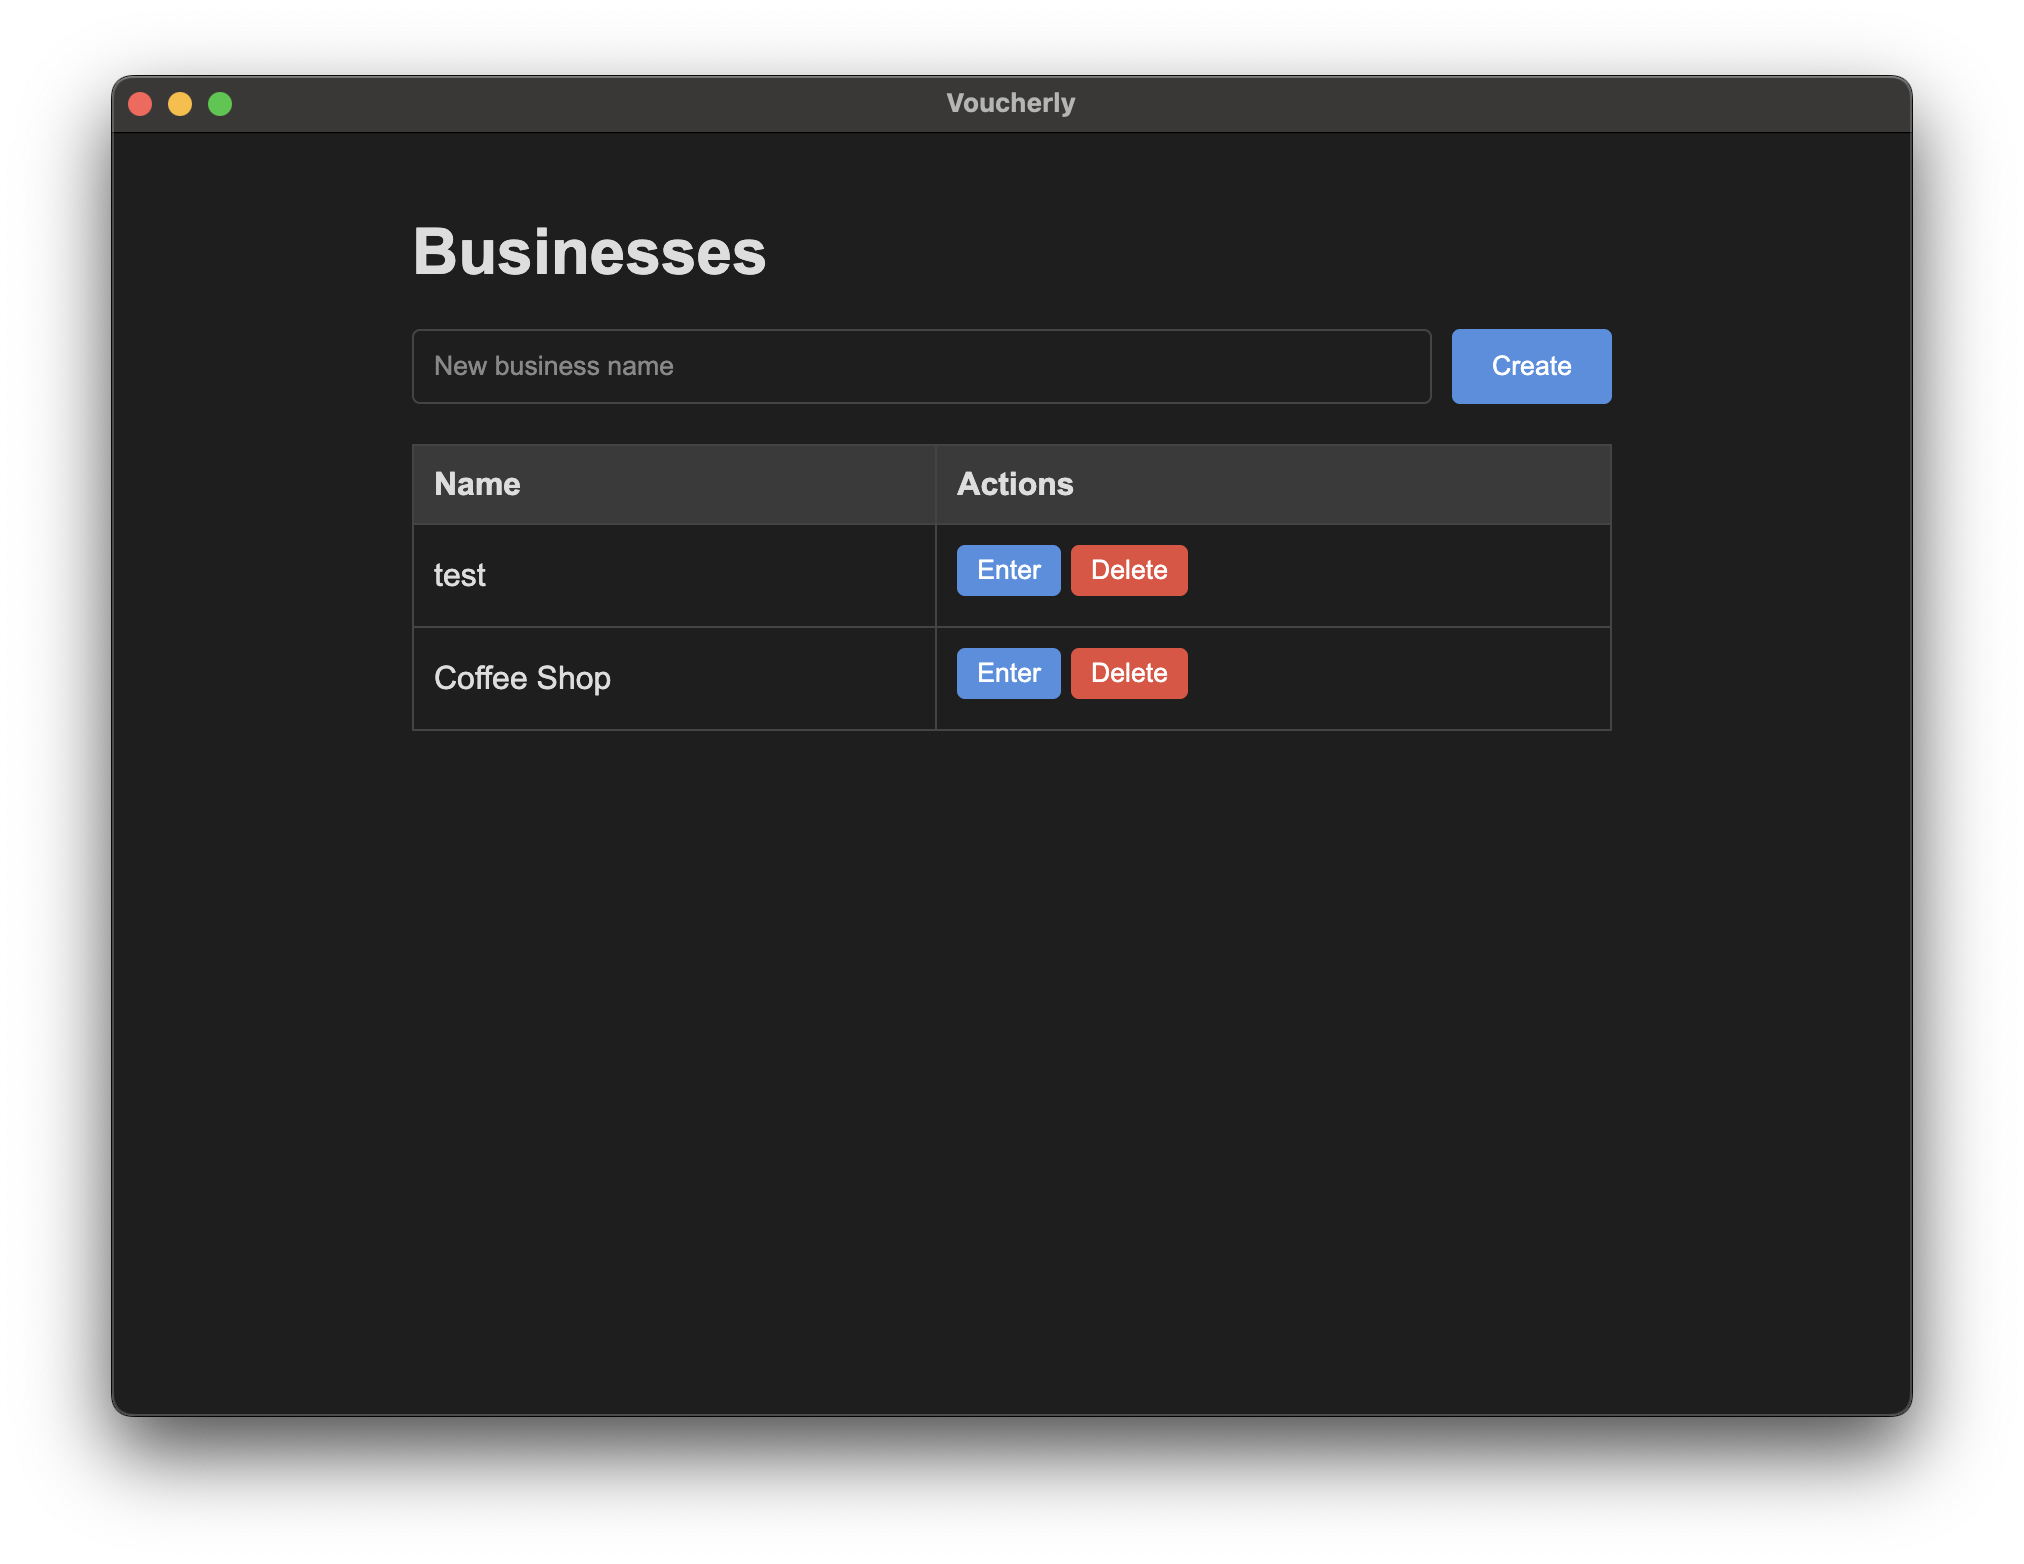 Voucherly
Businesses
New business name Create
Name Actions
test Enter Delete
Coffee Shop Enter Delete